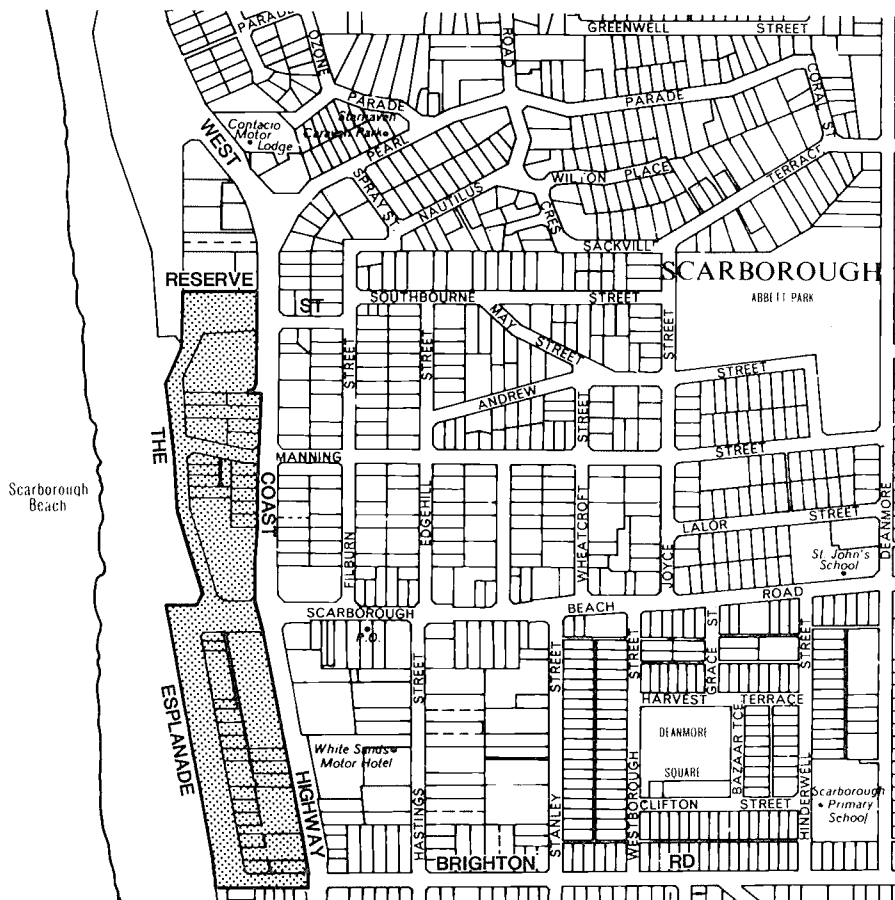 PARADE
OZONE
ROAD
GREENWELL STREET
CORAL ST
PARADE
PARADE
Starhaven
Caravan Park
Contacio
Motor
Lodge
WEST
PEARL
SPRAY ST
NAUTILUS
WILTON PLACE
CRES
TERRACE
SACKVILL
SCARBOROUGH
ABBETT PARK
RESERVE ST
SOUTHBOURNE STREET
MAY STREET
STREET
STREET
STREET
STREET
ANDREW
STREET
THE
MANNING
STREET
COAST
Scarborough
Beach
FILBURN
EDGEHILL
WHEATCROFT
JOYCE
LALOR STREET
DEANMORE
St. John's
School
SCARBOROUGH BEACH ROAD
P.O.
STREET
STREET
STREET
GRACE ST
STREET
HARVEST TERRACE
ESPLANADE
DEANMORE
SQUARE
BAZAAR TCE
White Sands
Motor Hotel
HIGHWAY
HASTINGS
STANLEY
WESTBOROUGH
CLIFTON STREET
HINDERWELL
Scarborough
Primary
School
BRIGHTON RD